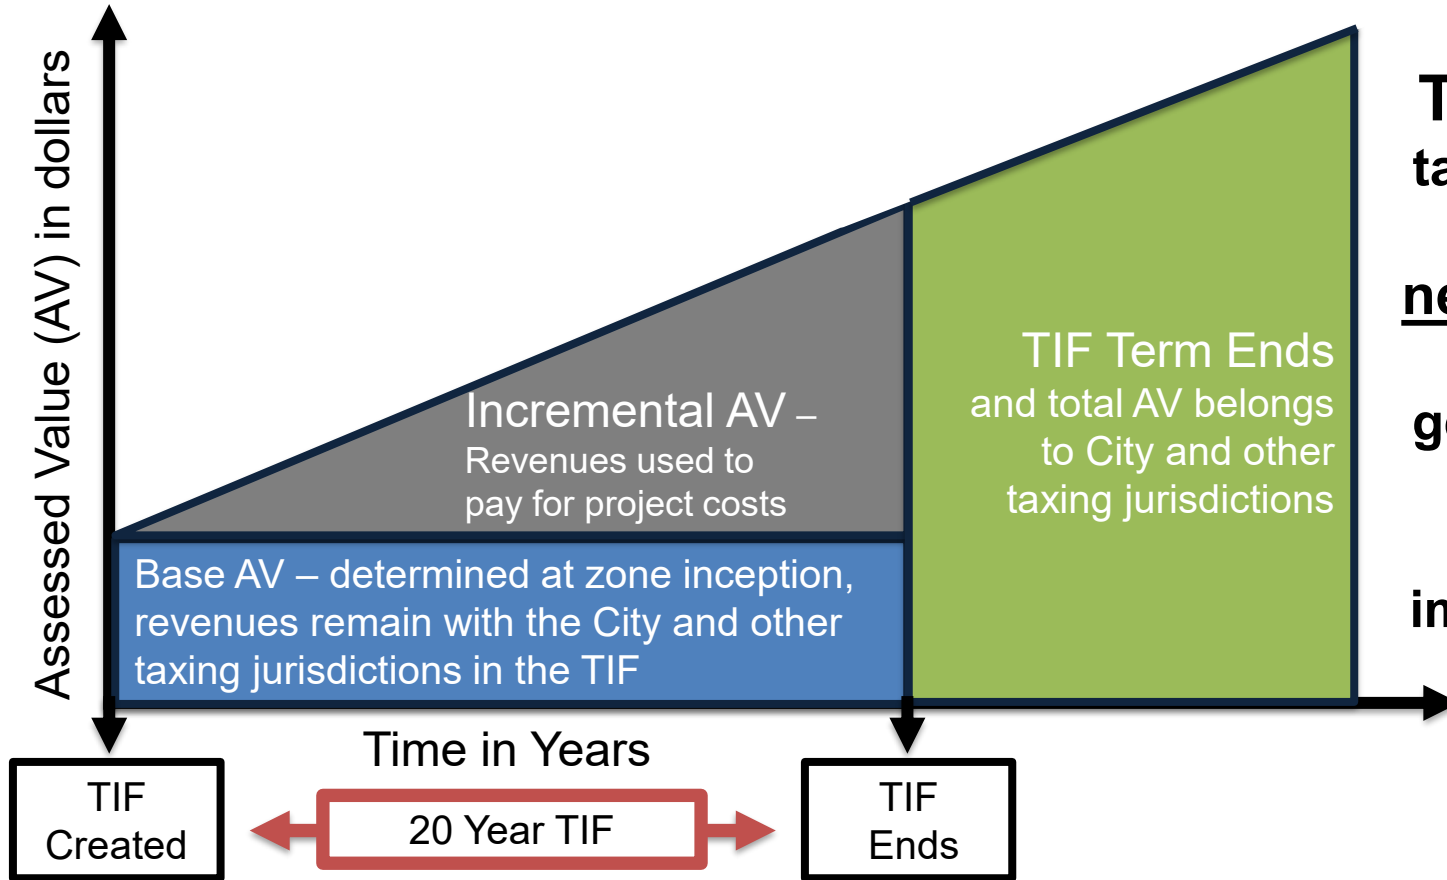 Assessed Value (AV) in dollars
Incremental AV –
Revenues used to
pay for project costs
TIF Term Ends
and total AV belongs
to City and other
taxing jurisdictions
Base AV – determined at zone inception,
revenues remain with the City and other
taxing jurisdictions in the TIF
Time in Years
TIF
Created
20 Year TIF
TIF
Ends